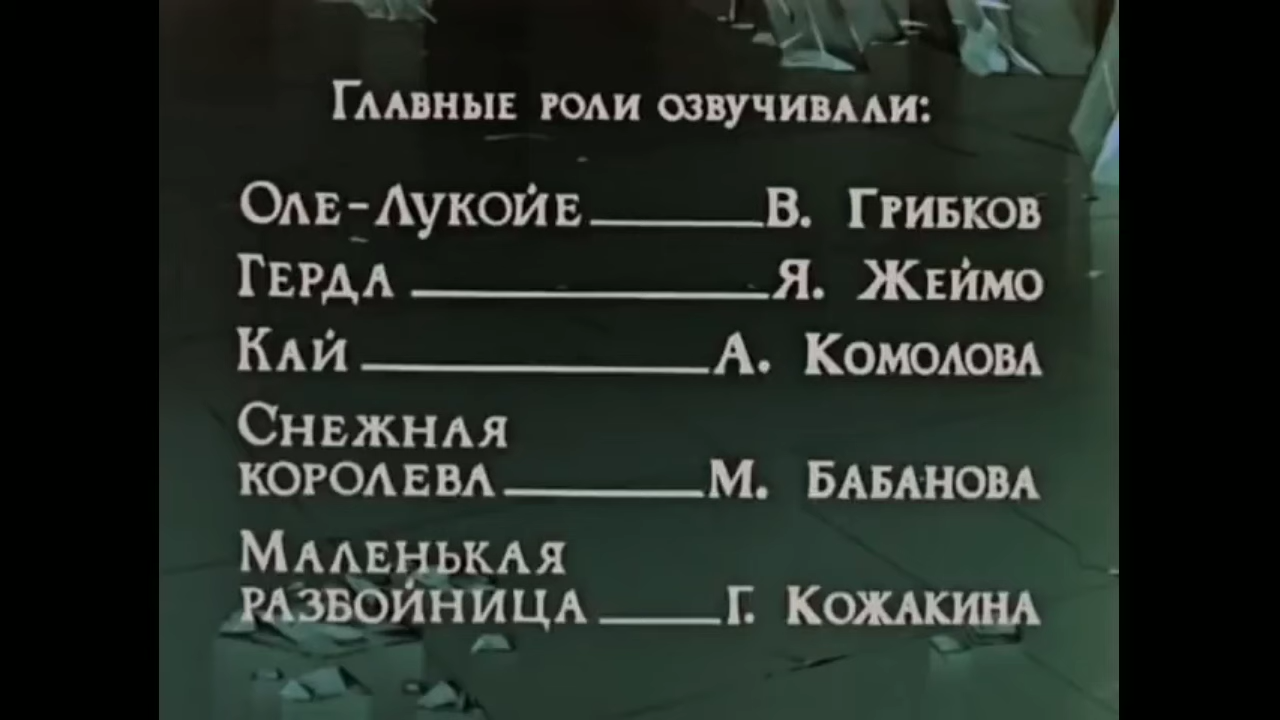 Главные роли озвучивали:
Оле-Лукойе В. Грибков
Герда Я. Жеймо
Кай А. Комолова
Снежная
королева М. Бабанова
Маленькая
разбойница Г. Кожакина